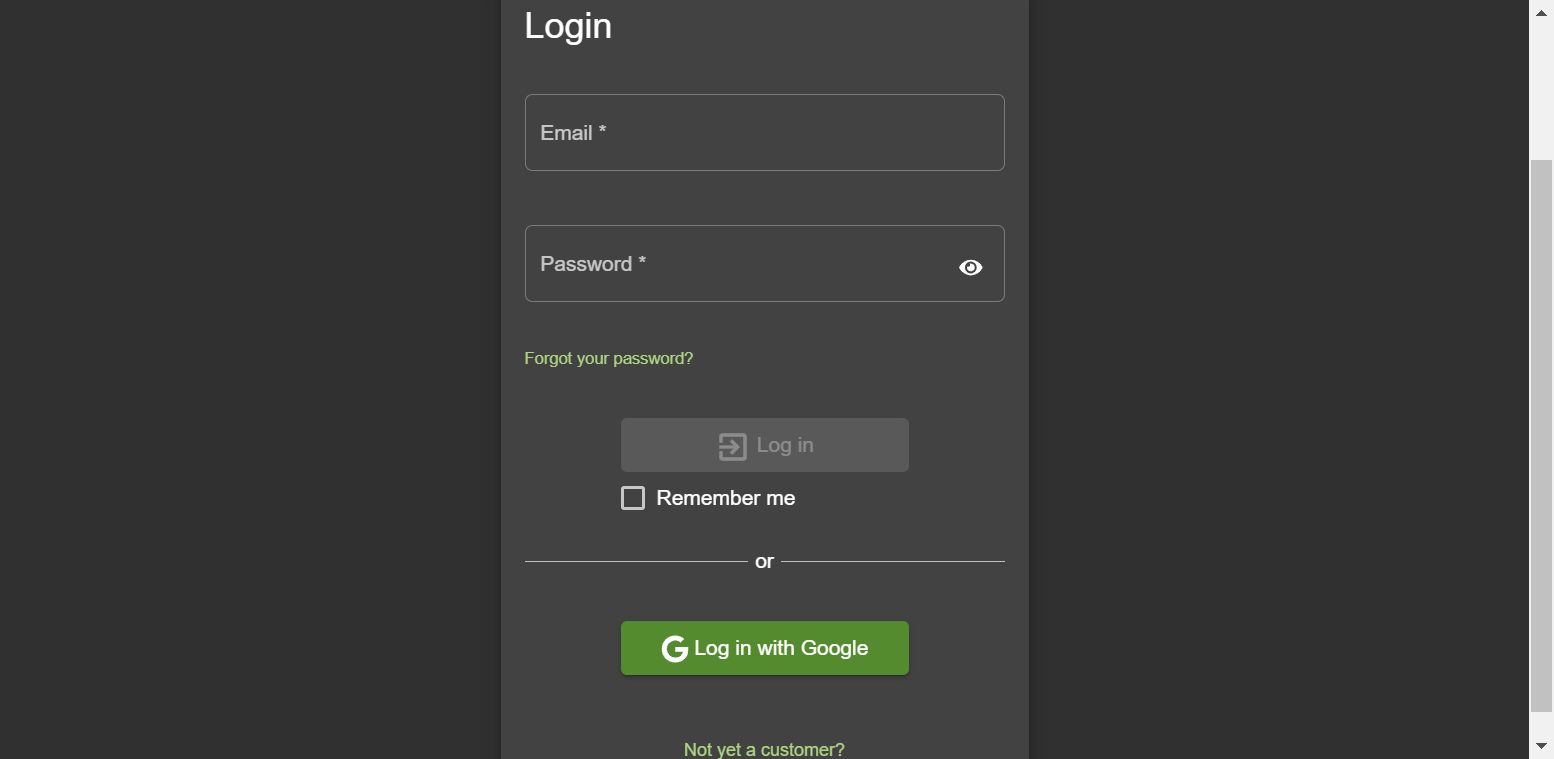 Login
Email *
Password *
Forgot your password?
Log in
Remember me
or
Log in with Google
Not yet a customer?